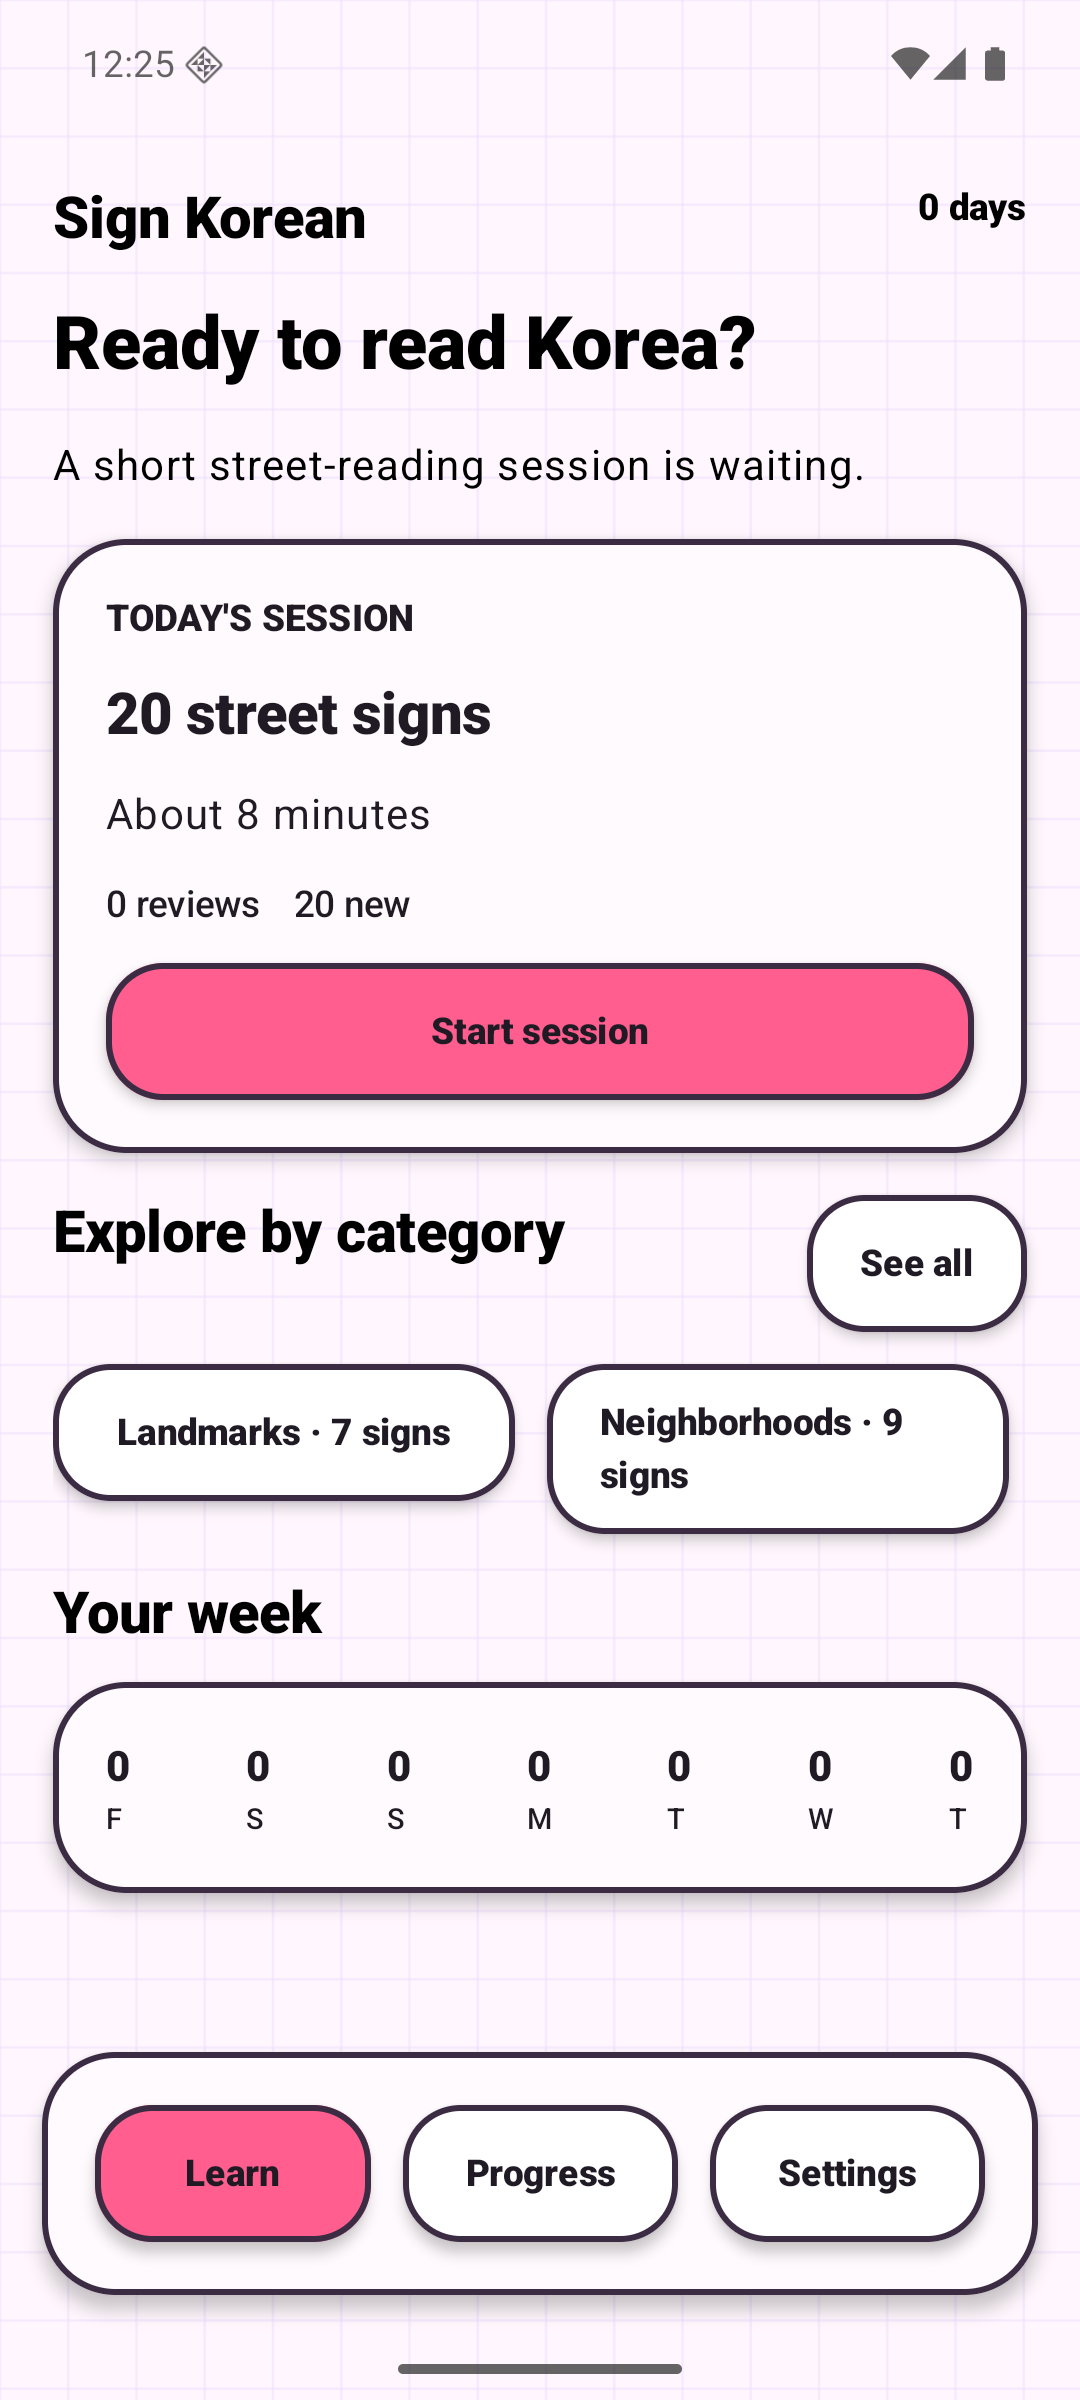 12:25
Sign Korean
0 days
Ready to read Korea?
A short street-reading session is waiting.
TODAY'S SESSION
20 street signs
About 8 minutes
0 reviews 20 new
Start session
Explore by category
See all
Landmarks · 7 signs
Neighborhoods · 9
signs
Your week
0 0 0 0 0 0 0
F S S M T W T
Learn Progress Settings